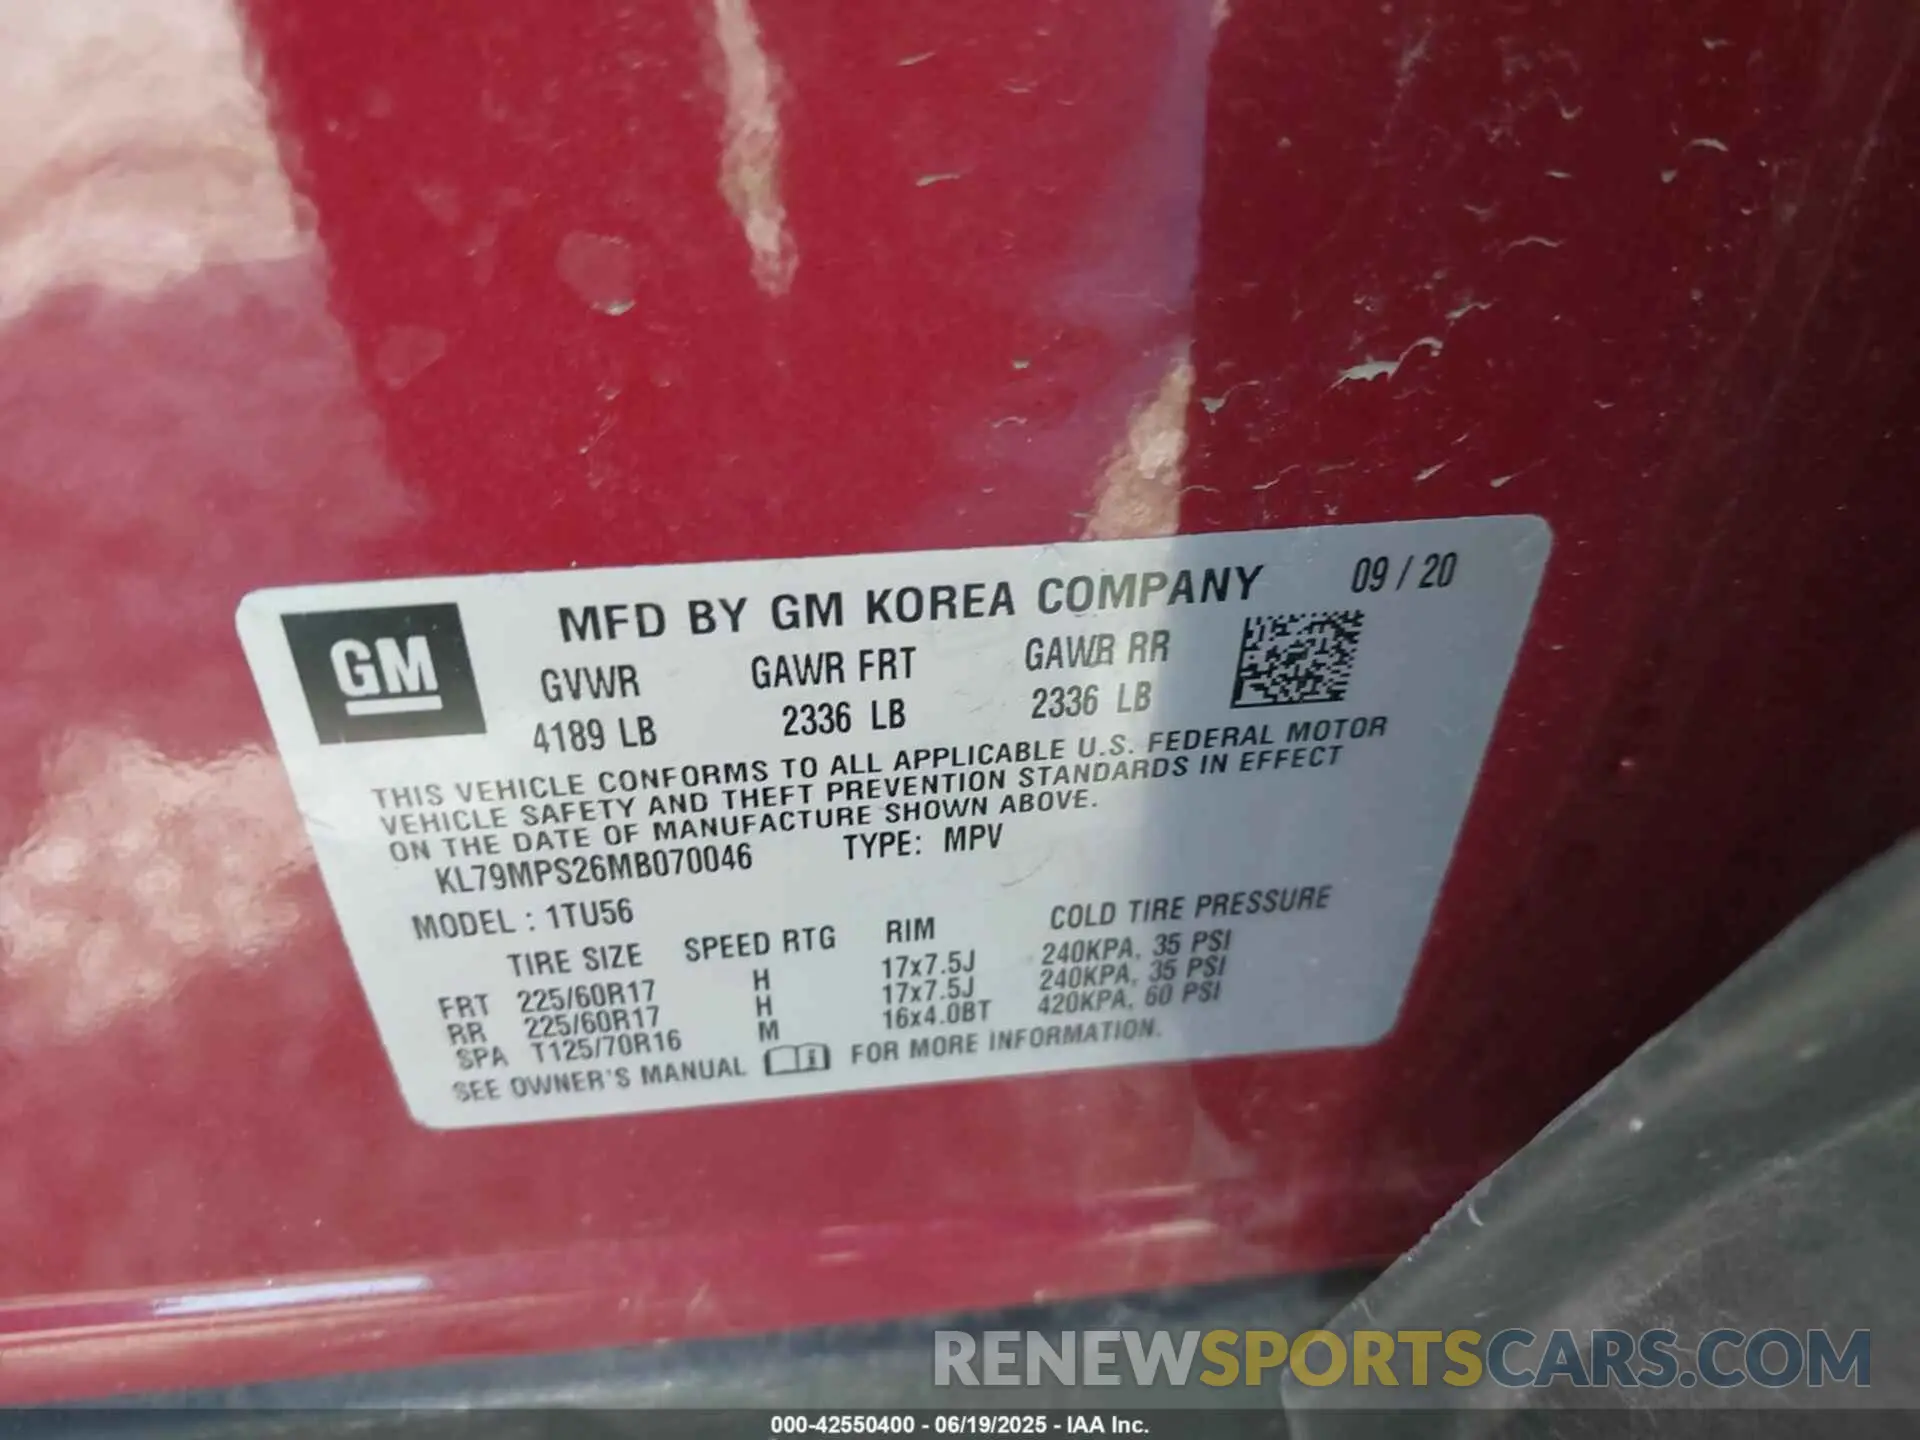 MFD BY GM KOREA COMPANY 09 / 20
GM
GVWR GAWR FRT GAWR RR
4189 LB 2336 LB 2336 LB
THIS VEHICLE CONFORMS TO ALL APPLICABLE U.S. FEDERAL MOTOR
VEHICLE SAFETY AND THEFT PREVENTION STANDARDS IN EFFECT
ON THE DATE OF MANUFACTURE SHOWN ABOVE.
KL79MPS26MB070046 TYPE: MPV
MODEL : 1TU56
TIRE SIZE SPEED RTG RIM COLD TIRE PRESSURE
FRT 225/60R17 H 17x7.5J 240KPA, 35 PSI
RR 225/60R17 H 17x7.5J 240KPA, 35 PSI
SPA T125/70R16 M 16x4.0BT 420KPA, 60 PSI
SEE OWNER'S MANUAL FOR MORE INFORMATION.
RENEWSPORTSCARS.COM
000-42550400 - 06/19/2025 - IAA Inc.